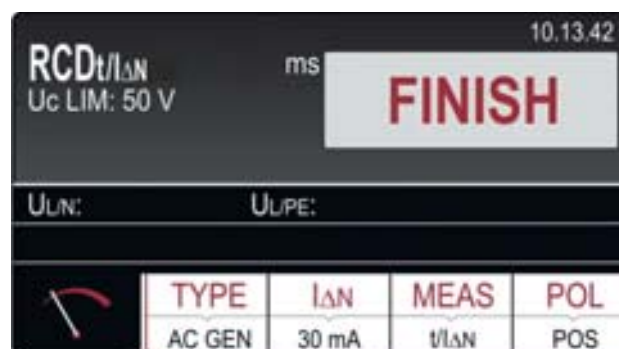 10.13.42
RCDt/IΔN
ms
FINISH
Uc LIM: 50 V
UL/N: UL/PE:
TYPE IΔN MEAS POL
AC GEN 30 mA t/IΔN POS